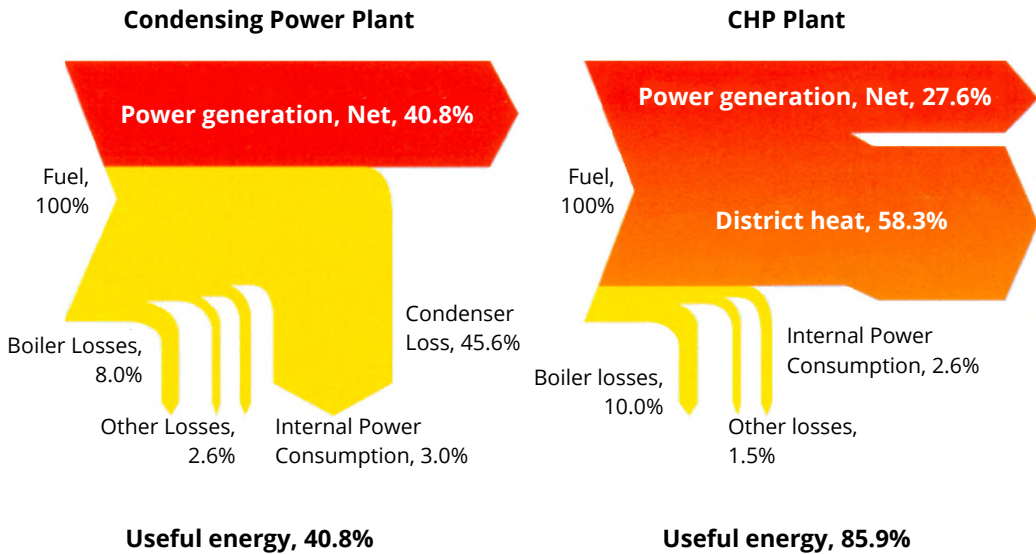 Condensing Power Plant
Power generation, Net, 40.8%
Fuel,
100%
Condenser
Loss, 45.6%
Boiler Losses,
8.0%
Other Losses,
2.6%
Internal Power
Consumption, 3.0%
Useful energy, 40.8%
CHP Plant
Power generation, Net, 27.6%
Fuel,
100%
District heat, 58.3%
Internal Power
Consumption, 2.6%
Boiler losses,
10.0%
Other losses,
1.5%
Useful energy, 85.9%